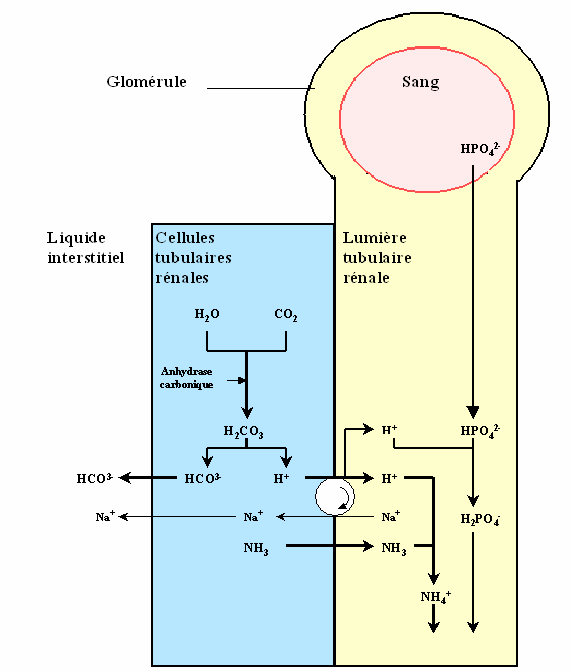 Glomérule
Sang
HPO₄²⁻
Liquide
interstitiel
Cellules
tubulaires
rénales
Lumière
tubulaire
rénale
H₂O
CO₂
Anhydrase
carbonique
H₂CO₃
H⁺
HPO₄²⁻
HCO³⁻
HCO³⁻
H⁺
H⁺
Na⁺
Na⁺
Na⁺
H₂PO₄⁻
NH₃
NH₃
NH₄⁺